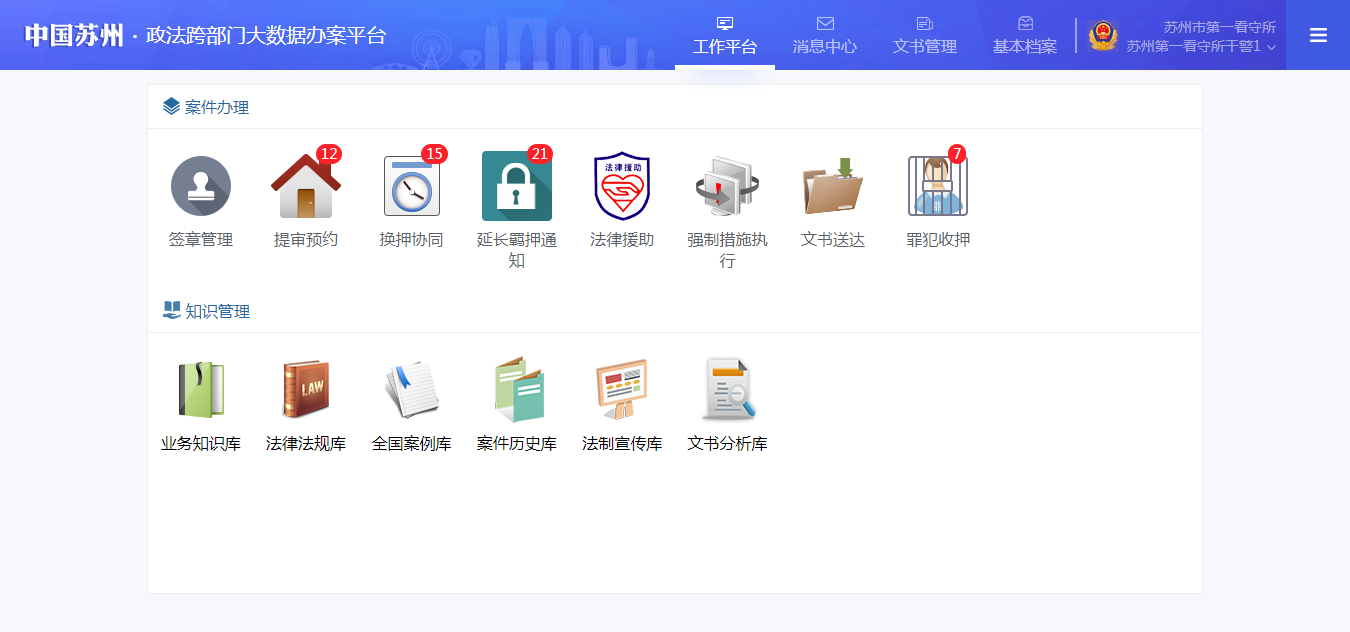 中国苏州 · 政法跨部门大数据办案平台
工作平台
消息中心
文书管理
基本档案
苏州市第一看守所
苏州第一看守所干警1
案件办理
12
15
21
7
法律援助
罪
签章管理
提审预约
换押协同
延长羁押通
知
法律援助
强制措施执
行
文书送达
罪犯收押
知识管理
LAW
业务知识库
法律法规库
全国案例库
案件历史库
法制宣传库
文书分析库